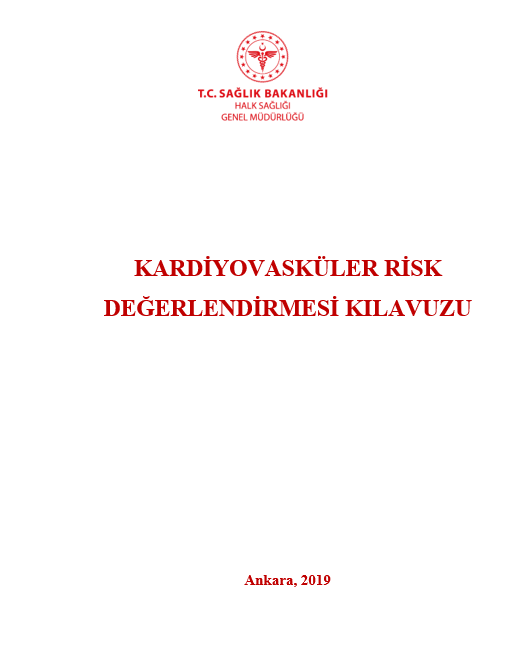 T.C. SAĞLIK BAKANLIĞI
HALK SAĞLIĞI
GENEL MÜDÜRLÜĞÜ
KARDİYOVASKÜLER RİSK
DEĞERLENDİRMESİ KILAVUZU
Ankara, 2019